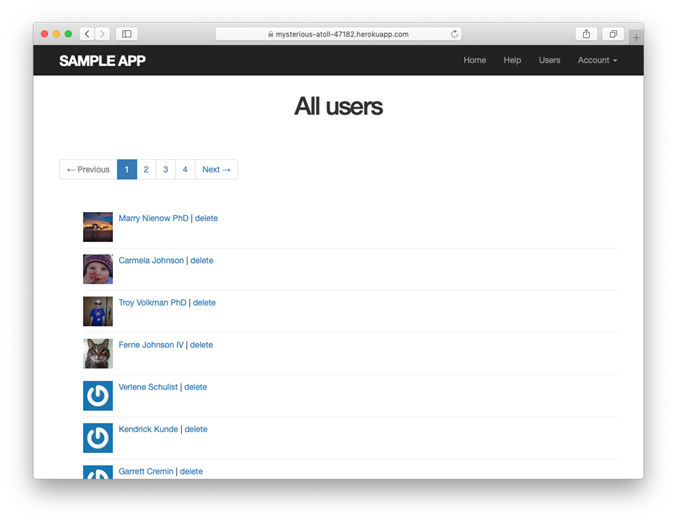 mysterious-atoll-47182.herokuapp.com
SAMPLE APP
Home Help Users Account
All users
← Previous 1 2 3 4 Next →
Marry Nienow PhD | delete
Carmela Johnson | delete
Troy Volkman PhD | delete
Ferne Johnson IV | delete
Verlene Schulist | delete
Kendrick Kunde | delete
Garrett Cremin | delete